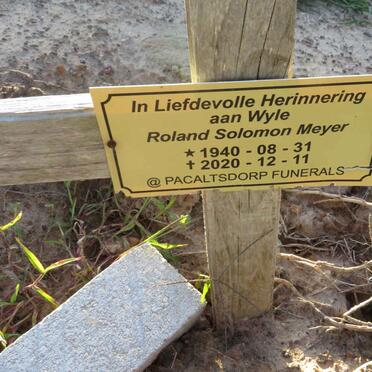 In Liefdevolle Herinnering
aan Wyle
Roland Solomon Meyer
★ 1940 - 08 - 31
✝ 2020 - 12 - 11
@ PACALTSDORP FUNERALS